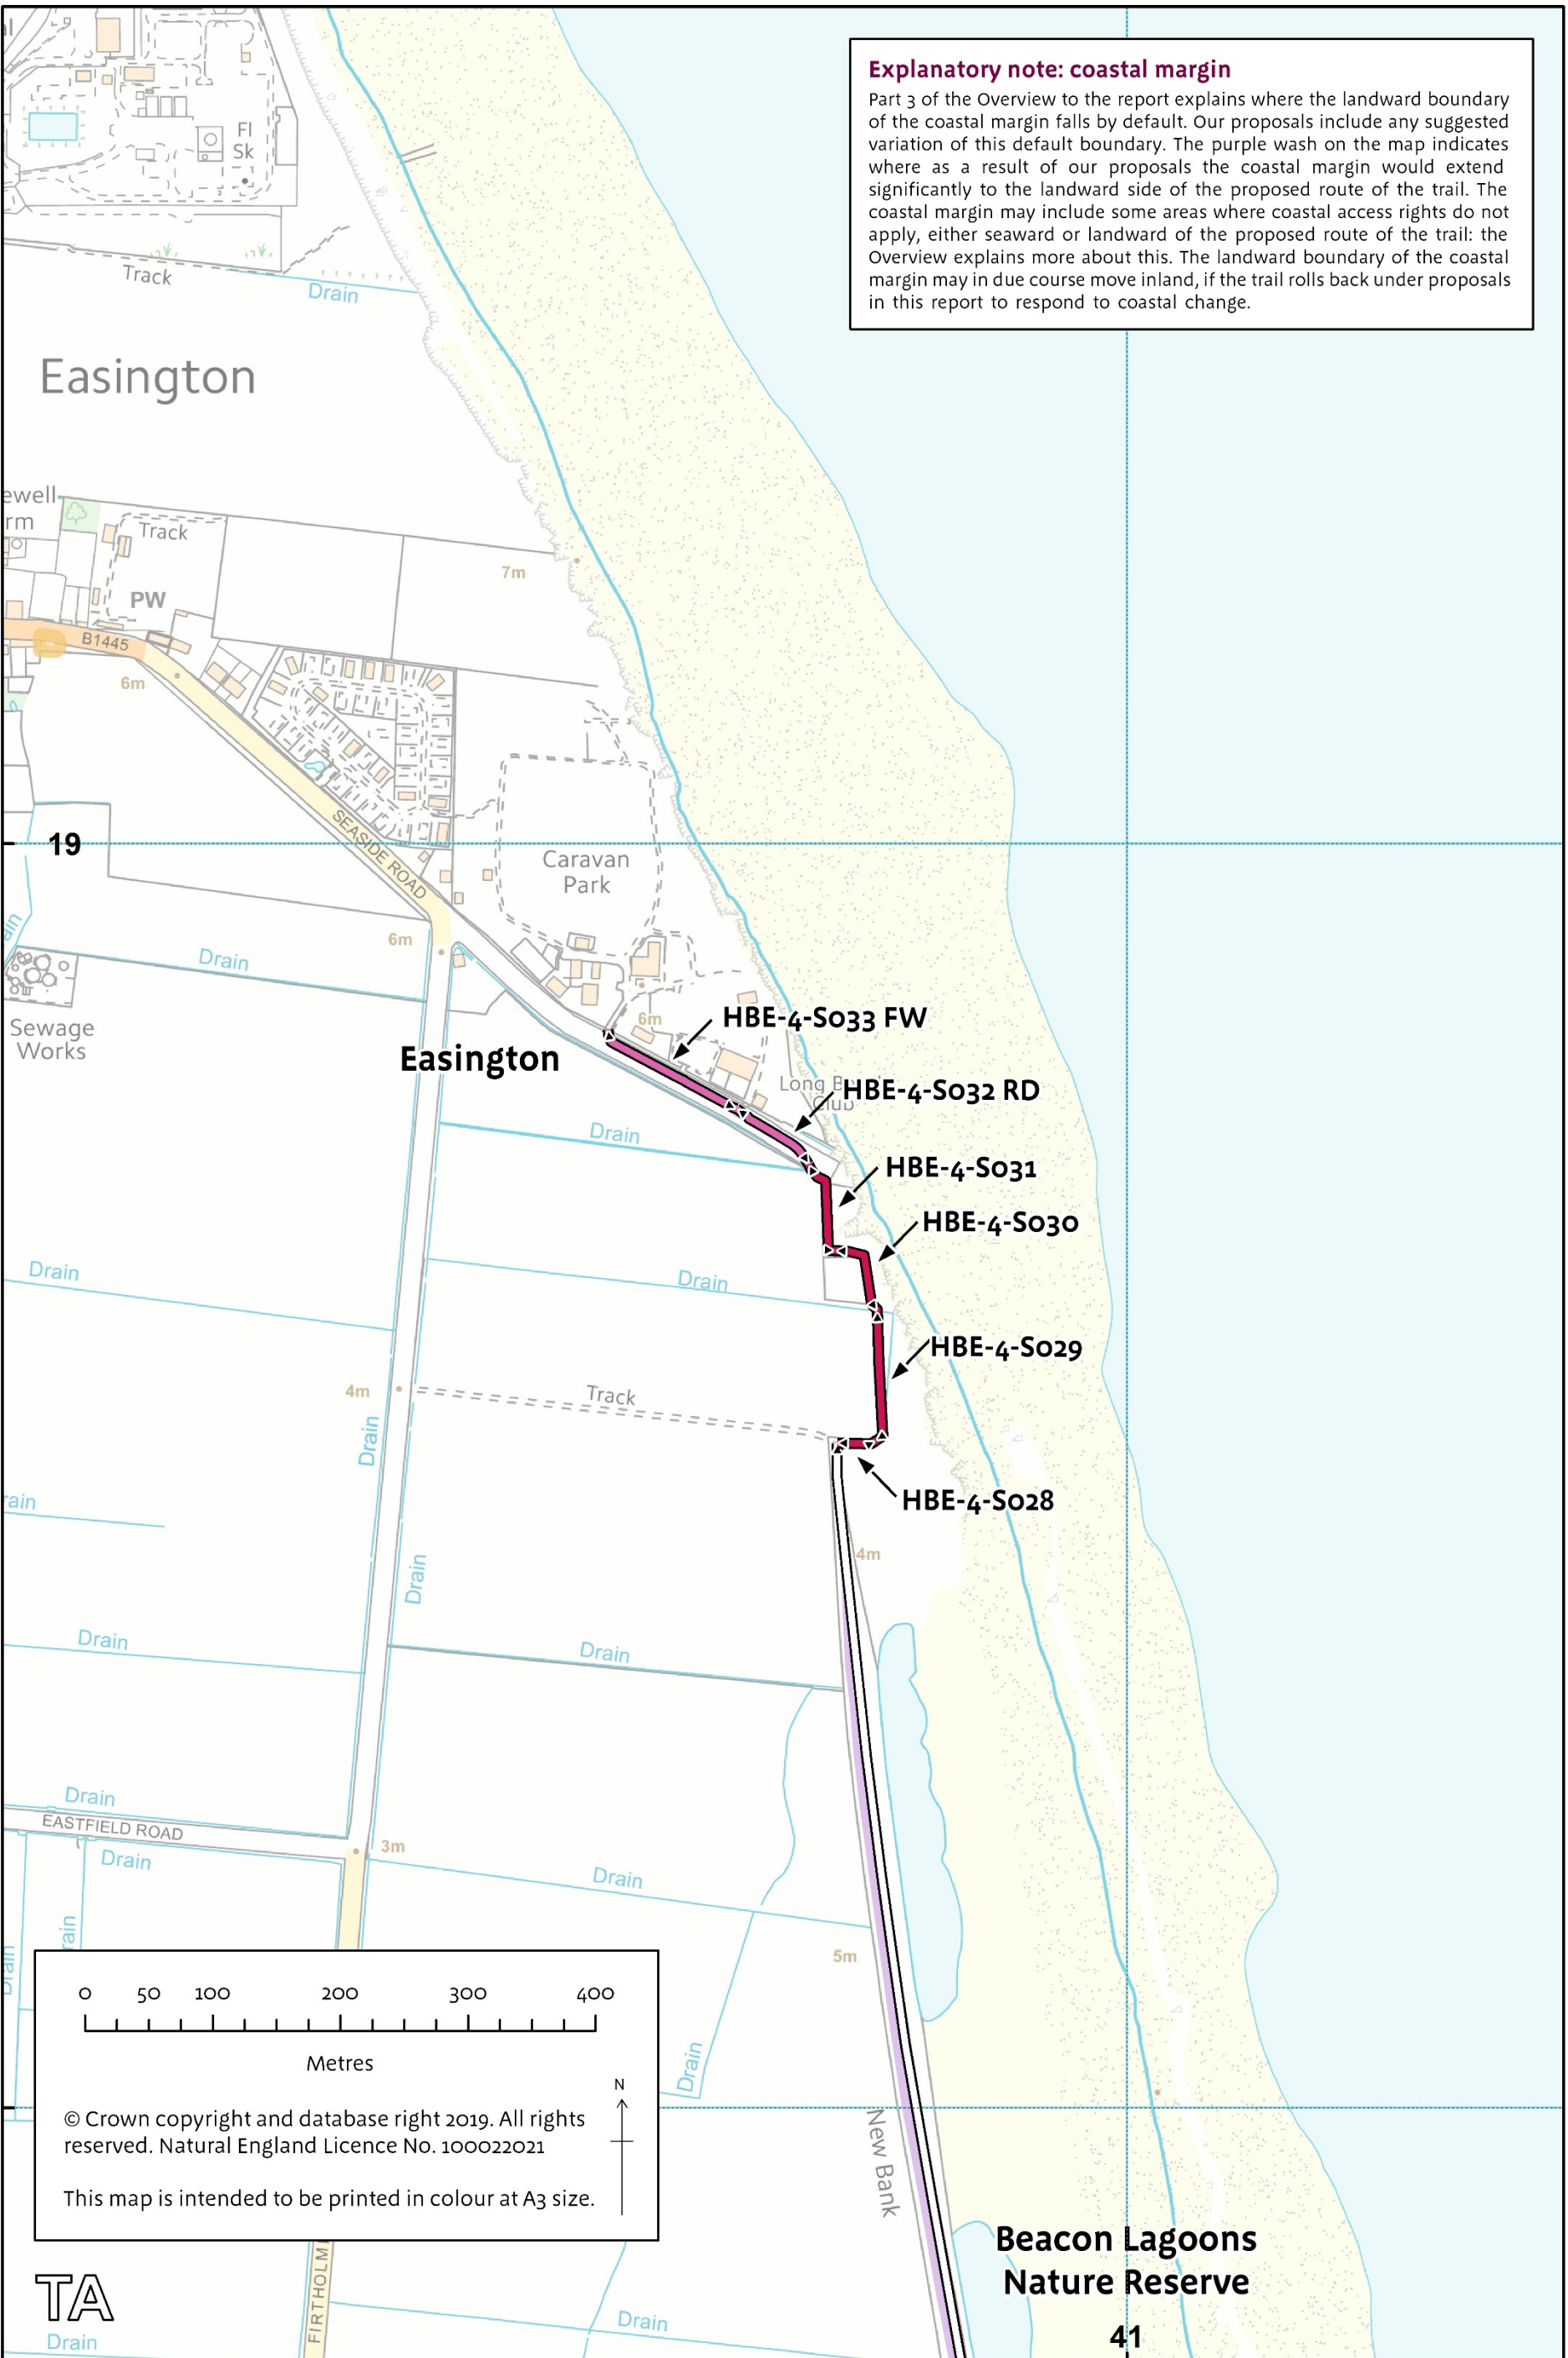 Explanatory note: coastal margin
Part 3 of the Overview to the report explains where the landward boundary
of the coastal margin falls by default. Our proposals include any suggested
variation of this default boundary. The purple wash on the map indicates
where as a result of our proposals the coastal margin would extend
significantly to the landward side of the proposed route of the trail. The
coastal margin may include some areas where coastal access rights do not
apply, either seaward or landward of the proposed route of the trail: the
Overview explains more about this. The landward boundary of the coastal
margin may in due course move inland, if the trail rolls back under proposals
in this report to respond to coastal change.
Fl
Sk
Track
Drain
Easington
ewell
rm
Track
7m
PW
B1445
6m
SEASIDE ROAD
19
Caravan
Park
6m
Drain
ain
Sewage
Works
6m
HBE-4-S033 FW
Easington
Long B
Club
HBE-4-S032 RD
Drain
HBE-4-S031
HBE-4-S030
Drain
Drain
HBE-4-S029
4m
Track
Drain
HBE-4-S028
rain
4m
Drain
Drain
Drain
Drain
EASTFIELD ROAD
Drain
3m
Drain
rain
Drain
5m
0 50 100 200 300 400
Metres
N
© Crown copyright and database right 2019. All rights
reserved. Natural England Licence No. 100022021
This map is intended to be printed in colour at A3 size.
Drain
New Bank
Beacon Lagoons
Nature Reserve
TA
FIRTHOLM
Drain
Drain
41